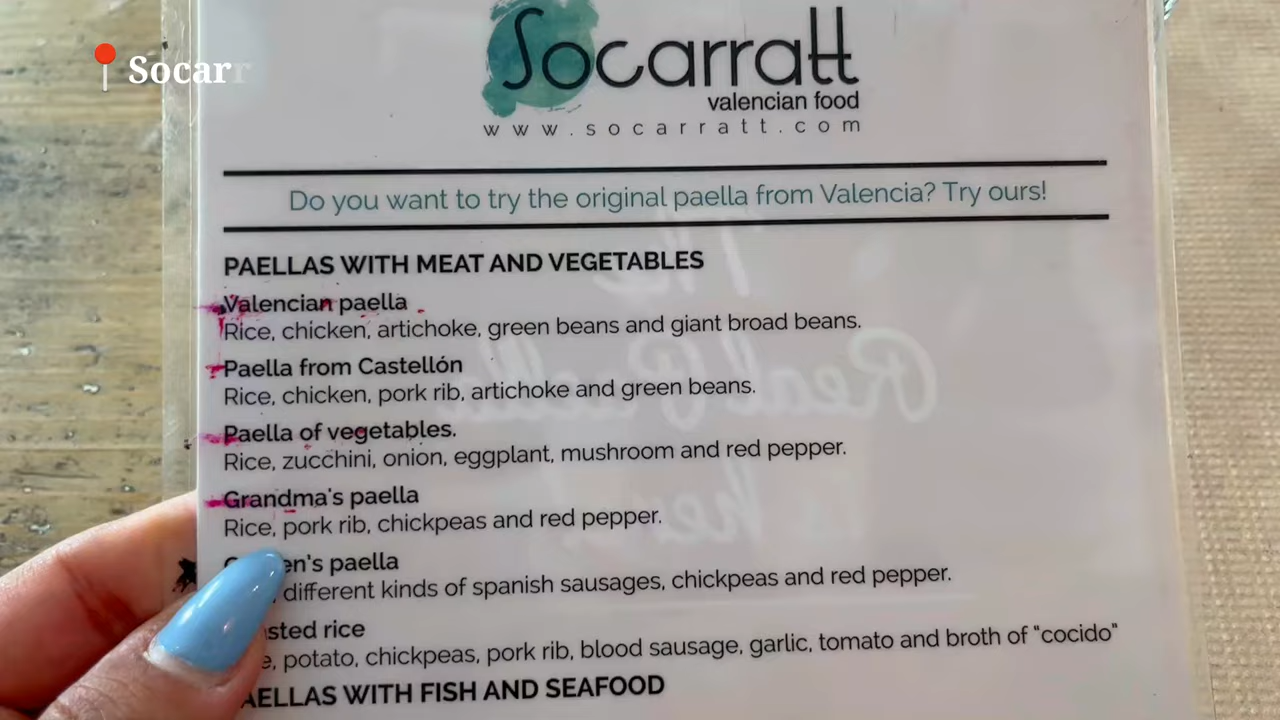 Socarr
Socarratt
valencian food
www.socarratt.com
Do you want to try the original paella from Valencia? Try ours!
PAELLAS WITH MEAT AND VEGETABLES
Valencian paella
Rice, chicken, artichoke, green beans and giant broad beans.
Paella from Castellón
Rice, chicken, pork rib, artichoke and green beans.
Paella of vegetables.
Rice, zucchini, onion, eggplant, mushroom and red pepper.
Grandma's paella
Rice, pork rib, chickpeas and red pepper.
paella
different kinds of spanish sausages, chickpeas and red pepper.
rice
potato, chickpeas, pork rib, blood sausage, garlic, tomato and broth of "cocido"
PAELLAS WITH FISH AND SEAFOOD